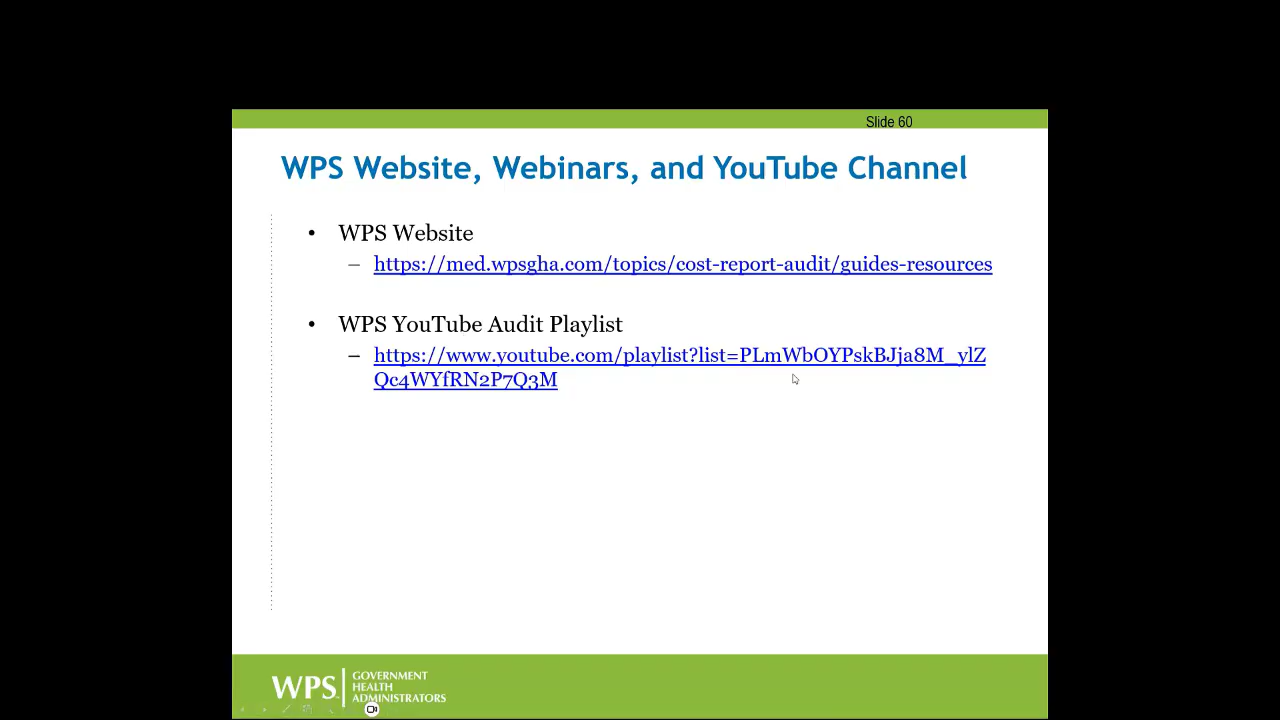 Slide 60
WPS Website, Webinars, and YouTube Channel
• WPS Website
– https://med.wpsgha.com/topics/cost-report-audit/guides-resources
• WPS YouTube Audit Playlist
– https://www.youtube.com/playlist?list=PLmWbOYPskBJja8M_ylZ
Qc4WYfRN2P7Q3M
WPS
GOVERNMENT
HEALTH
ADMINISTRATORS